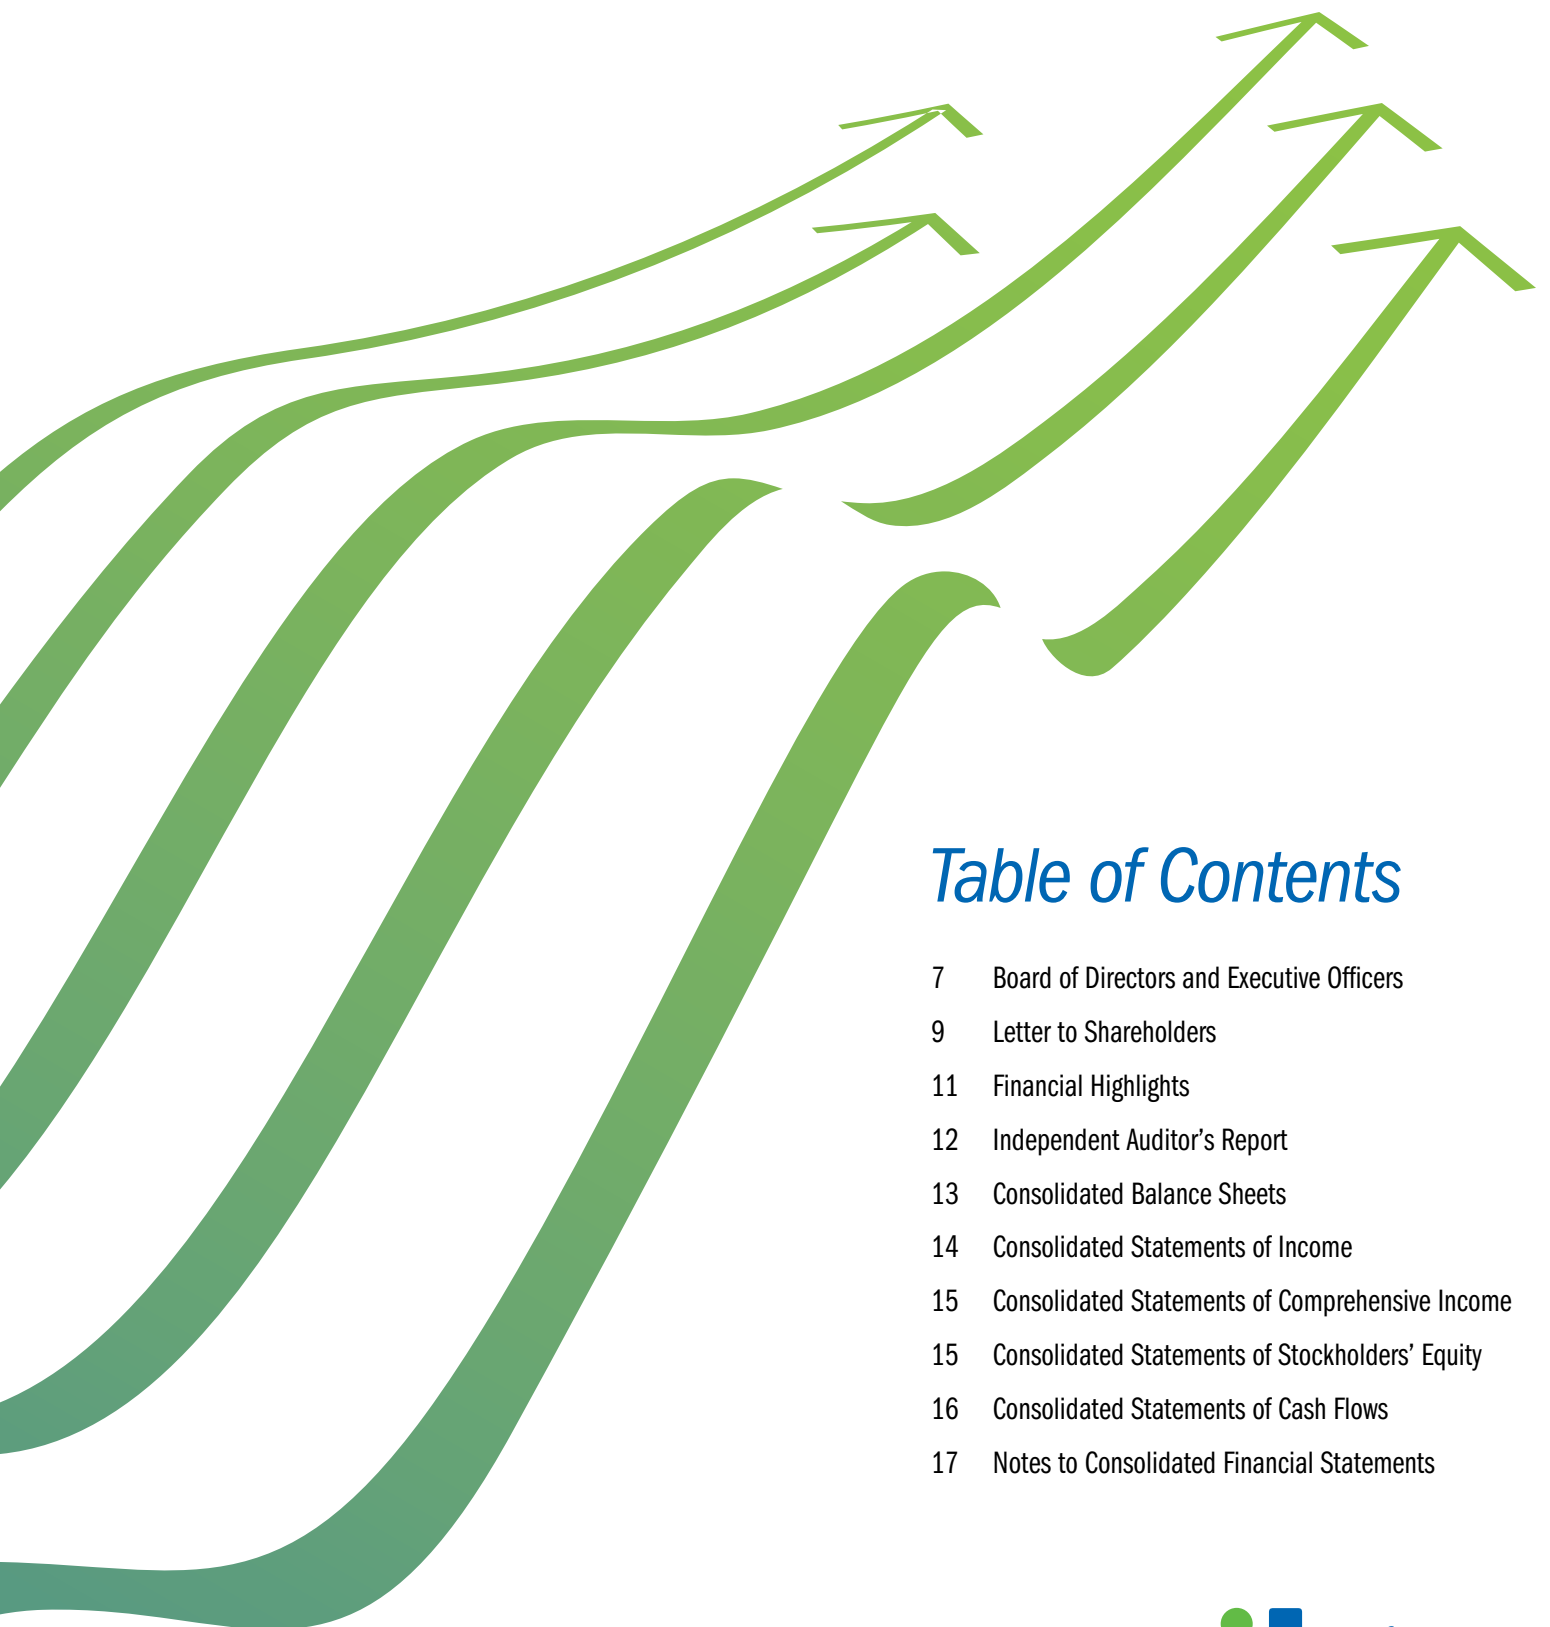 Table of Contents
7 Board of Directors and Executive Officers
9 Letter to Shareholders
11 Financial Highlights
12 Independent Auditor’s Report
13 Consolidated Balance Sheets
14 Consolidated Statements of Income
15 Consolidated Statements of Comprehensive Income
15 Consolidated Statements of Stockholders’ Equity
16 Consolidated Statements of Cash Flows
17 Notes to Consolidated Financial Statements